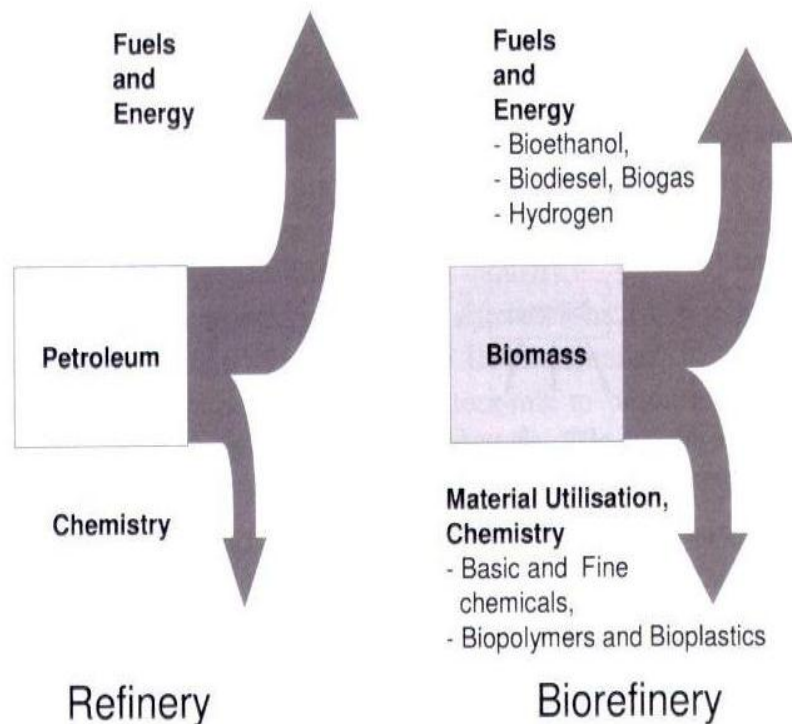 Fuels
and
Energy
Petroleum
Chemistry
Refinery
Fuels
and
Energy
- Bioethanol,
- Biodiesel, Biogas
- Hydrogen
Biomass
Material Utilisation,
Chemistry
- Basic and Fine
chemicals,
- Biopolymers and Bioplastics
Biorefinery